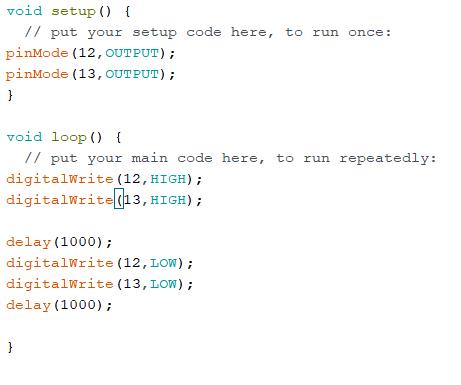 void setup() {
  // put your setup code here, to run once:
pinMode(12,OUTPUT);
pinMode(13,OUTPUT);
}

void loop() {
  // put your main code here, to run repeatedly:
digitalWrite(12,HIGH);
digitalWrite(13,HIGH);

delay(1000);
digitalWrite(12,LOW);
digitalWrite(13,LOW);
delay(1000);

}